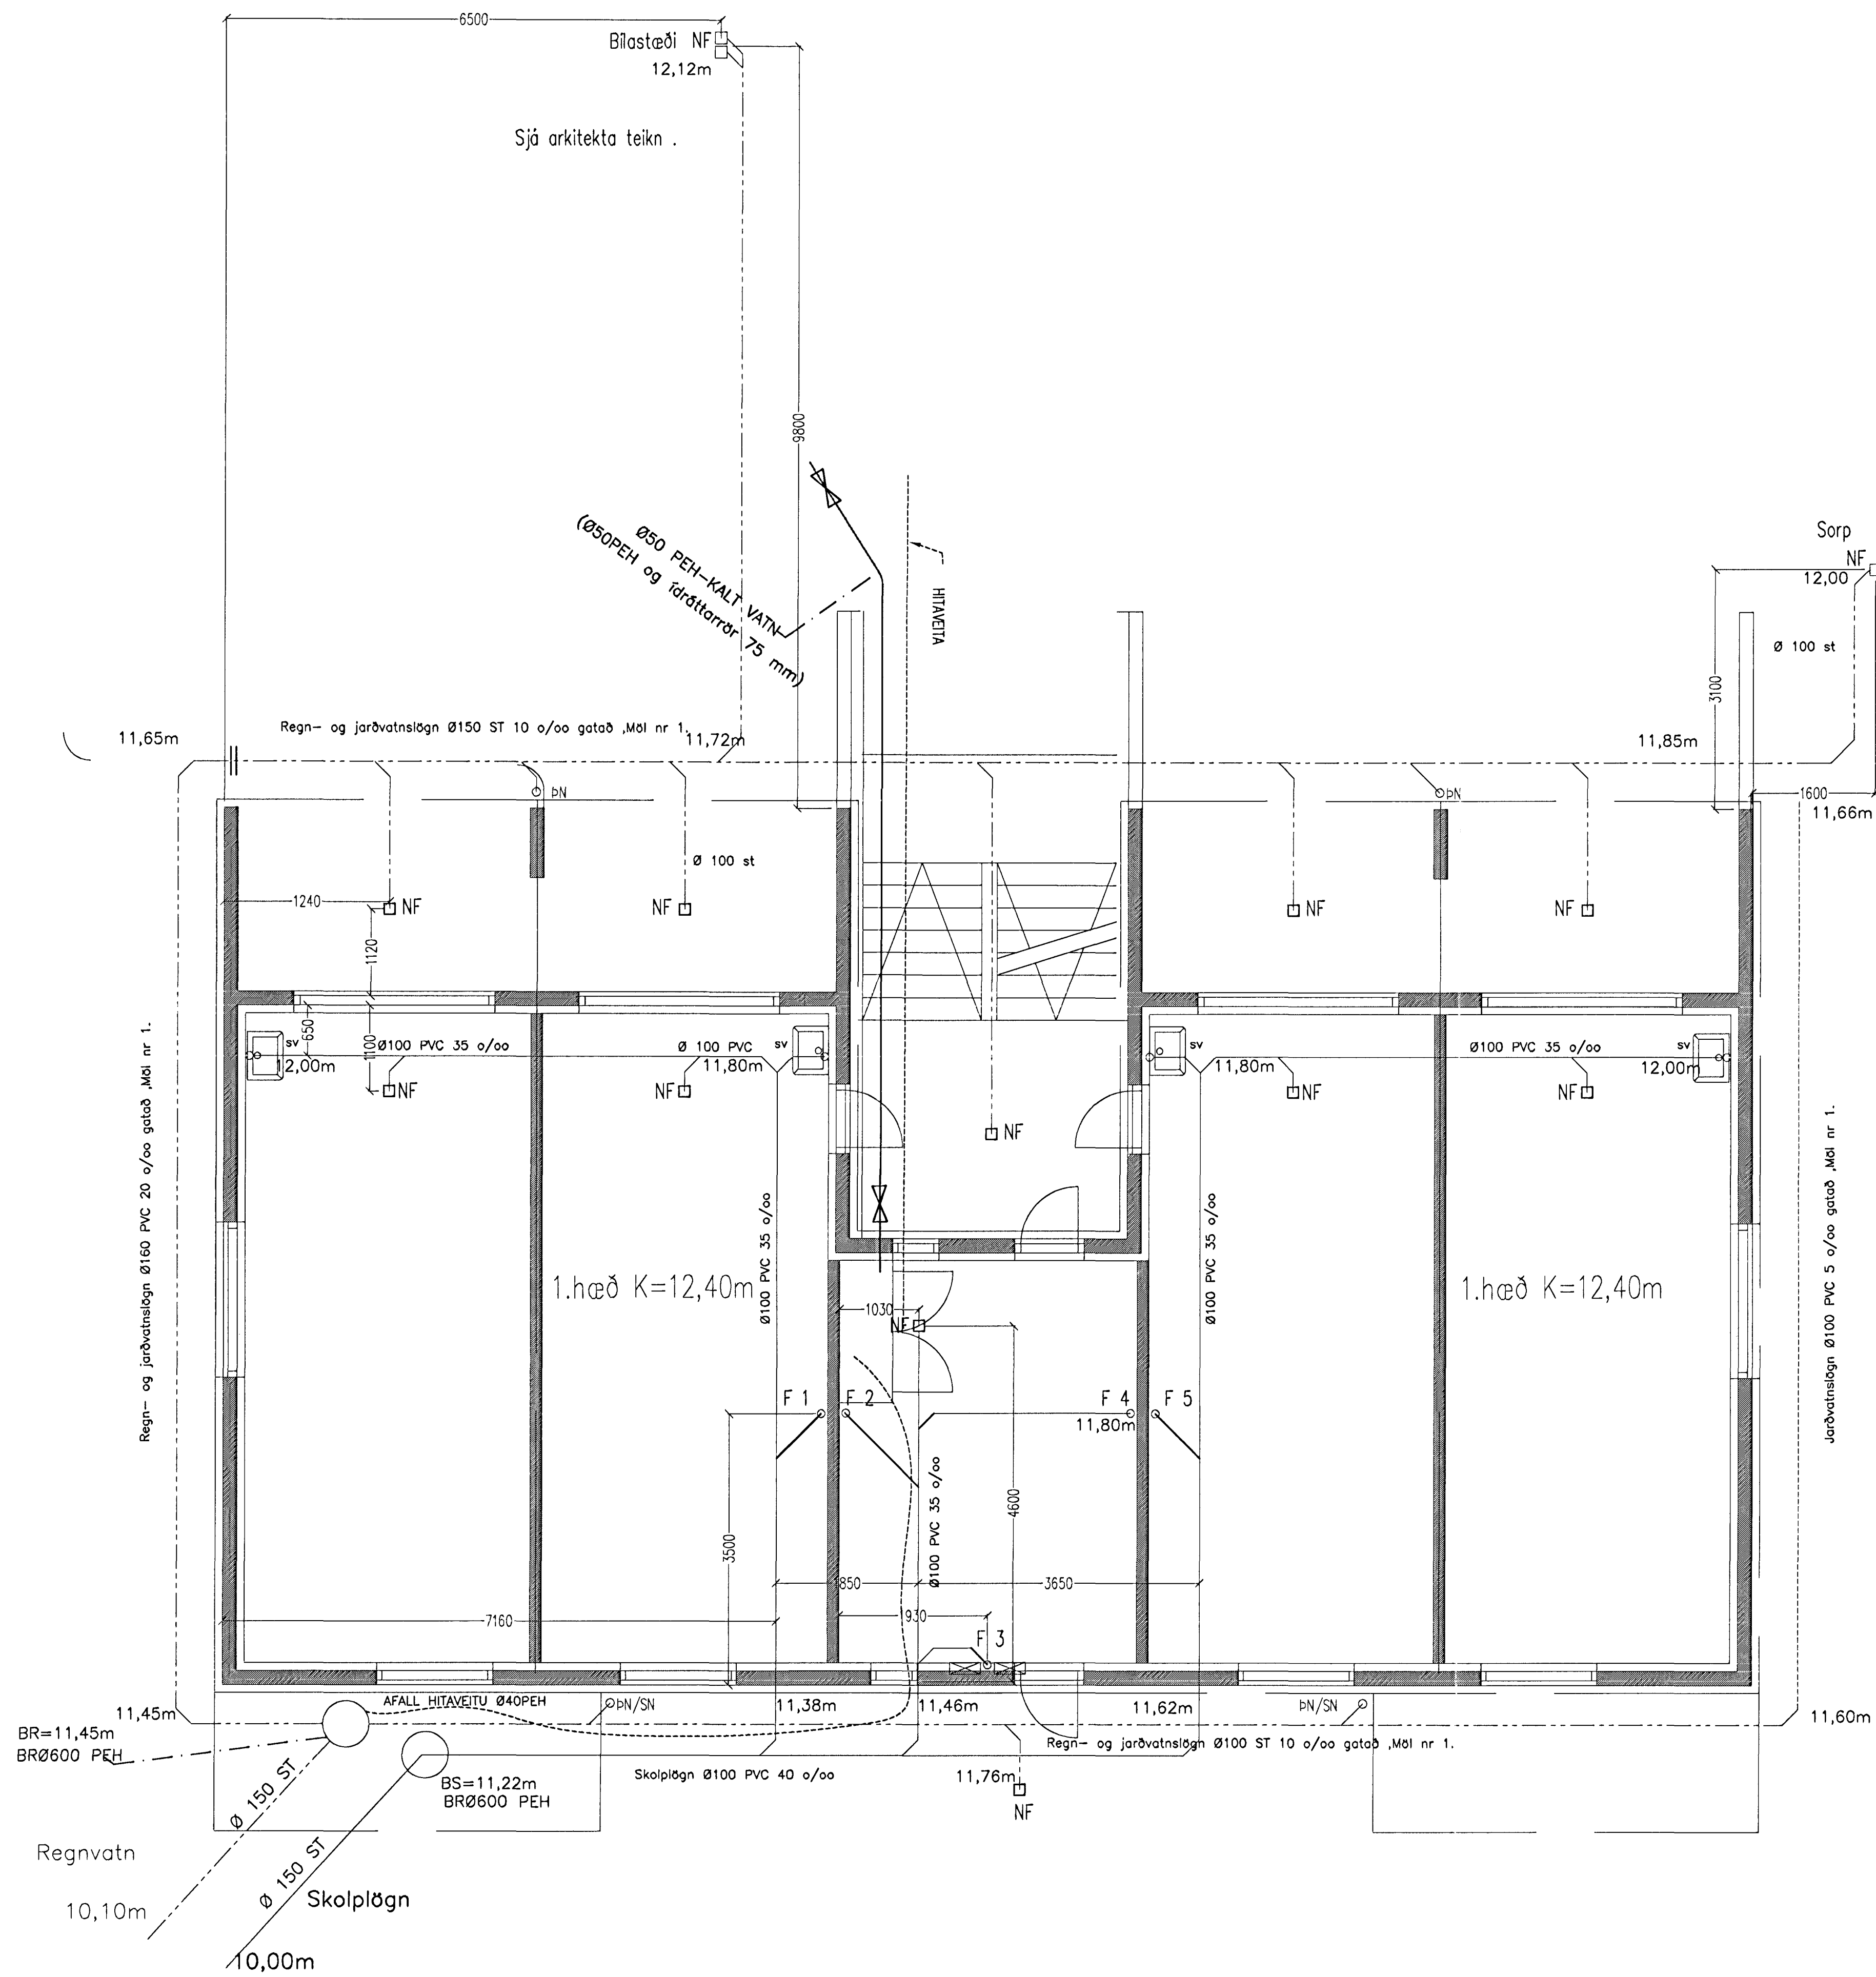 6500
Bílastæði NF
12,12m
Sjá arkitekta teikn .
9800
Ø50 PEH-KALT VATN
(Ø50PEH og ídráttarrör 75 mm)
HITAVEITA
Sorp
NF
12,00
Ø 100 st
3100
1600
11,66m
11,65m
Regn- og jarðvatnslögn Ø150 ST 10 o/oo gatað ,Möl nr 1.
11,72m
11,85m
ÞN
ÞN
Ø 100 st
1240
NF
NF
NF
NF
1120
650
1100
sv
12,00m
Ø100 PVC 35 o/oo
Ø 100 PVC
11,80m
sv
sv
11,80m
Ø100 PVC 35 o/oo
sv
12,00m
NF
NF
NF
NF
NF
Regn- og jarðvatnslögn Ø160 PVC 20 o/oo gatað ,Möl nr 1.
Jarðvatnslögn Ø100 PVC 5 o/oo gatað ,Möl nr 1.
Ø100 PVC 35 o/oo
Ø100 PVC 35 o/oo
1.hæð K=12,40m
1.hæð K=12,40m
1030
NF
F 1
F 2
F 4
F 5
11,80m
Ø100 PVC 35 o/oo
4600
3500
1850
3650
7160
1930
F 3
11,45m
AFALL HITAVEITU Ø40PEH
ÞN/SN
11,38m
11,46m
11,62m
ÞN/SN
11,60m
BR=11,45m
BRØ600 PEH
Regn- og jarðvatnslögn Ø100 ST 10 o/oo gatað ,Möl nr 1.
Skolplögn Ø100 PVC 40 o/oo
11,76m
NF
BS=11,22m
BRØ600 PEH
Ø 150 ST
Regnvatn
Ø 150 ST
Skolplögn
10,10m
10,00m